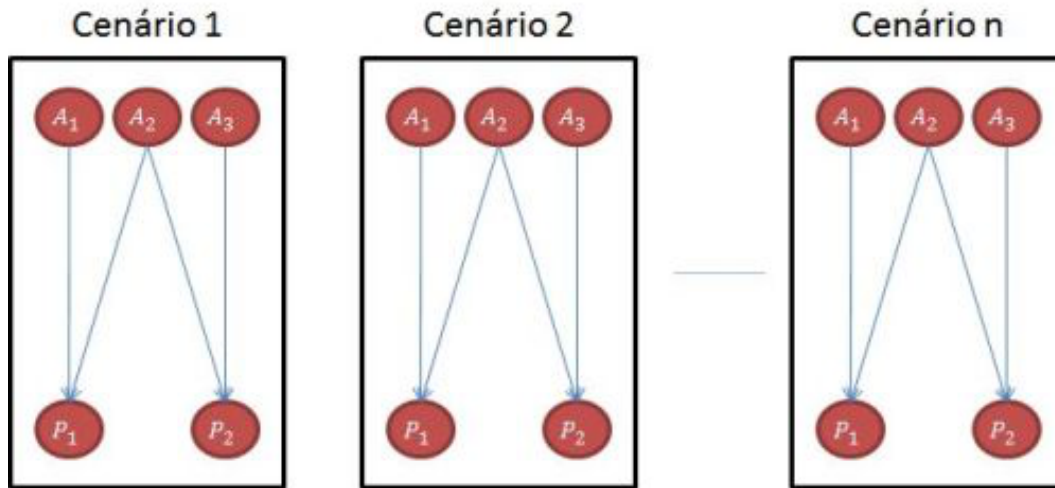 Cenário 1 Cenário 2 Cenário n
A₁ A₂ A₃ A₁ A₂ A₃ A₁ A₂ A₃
P₁ P₂ P₁ P₂ P₁ P₂